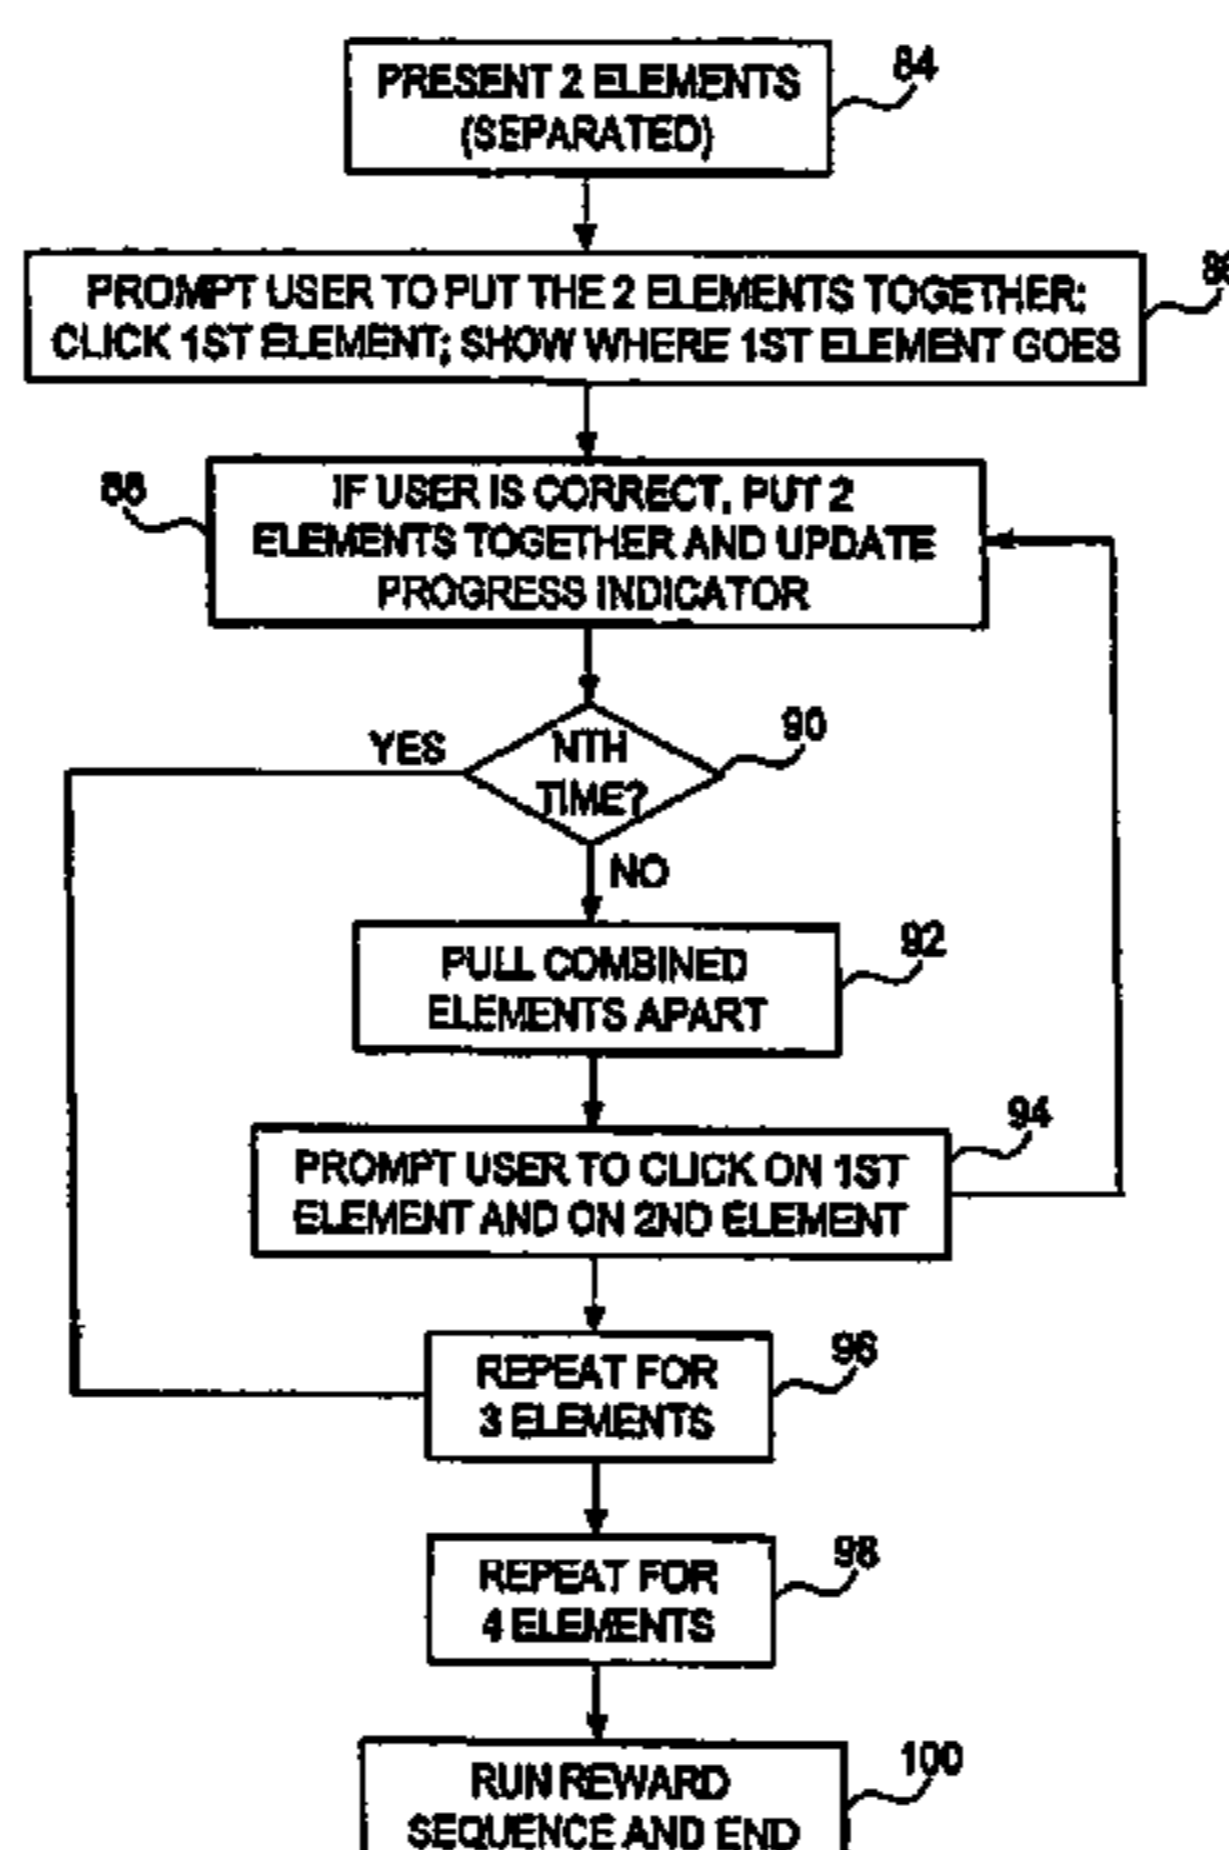 PRESENT 2 ELEMENTS
(SEPARATED)
84
PROMPT USER TO PUT THE 2 ELEMENTS TOGETHER:
CLICK 1ST ELEMENT; SHOW WHERE 1ST ELEMENT GOES
88
IF USER IS CORRECT, PUT 2
ELEMENTS TOGETHER AND UPDATE
PROGRESS INDICATOR
YES
NTH
TIME?
90
NO
PULL COMBINED
ELEMENTS APART
92
PROMPT USER TO CLICK ON 1ST
ELEMENT AND ON 2ND ELEMENT
94
REPEAT FOR
3 ELEMENTS
96
REPEAT FOR
4 ELEMENTS
98
RUN REWARD
SEQUENCE AND END
100